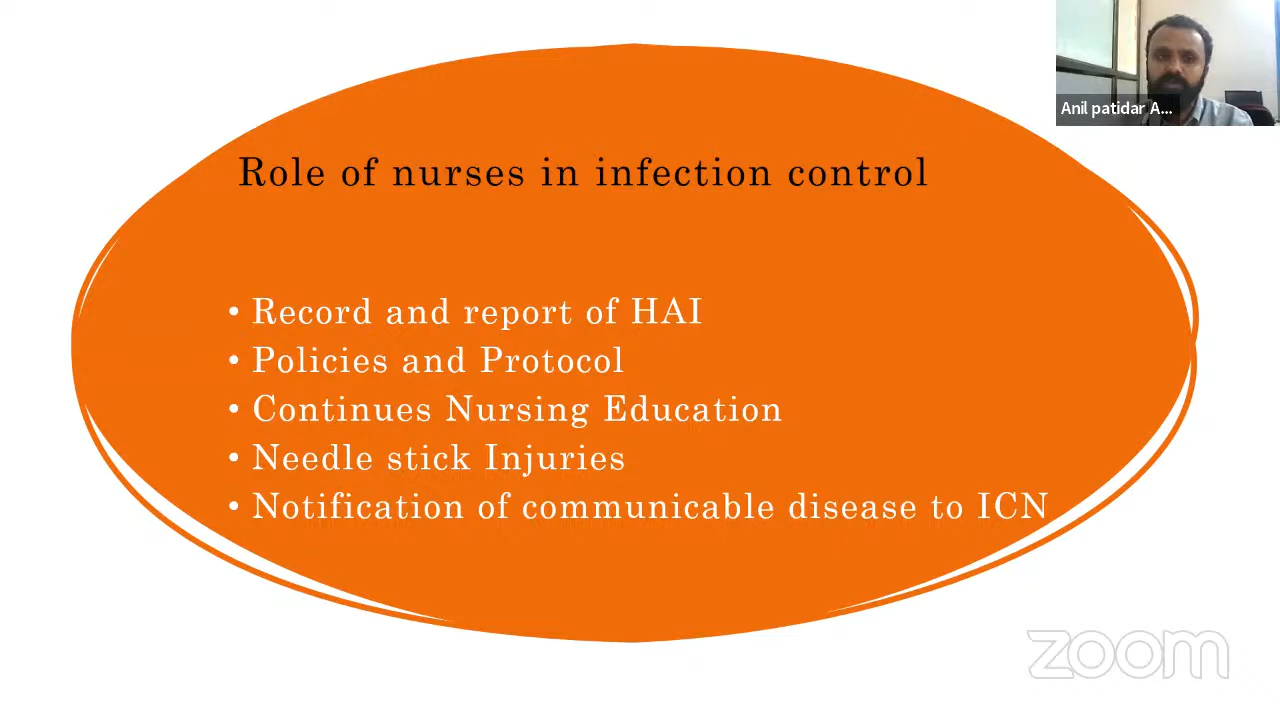 Anil patidar A...
Role of nurses in infection control
• Record and report of HAI
• Policies and Protocol
• Continues Nursing Education
• Needle stick Injuries
• Notification of communicable disease to ICN
zoom